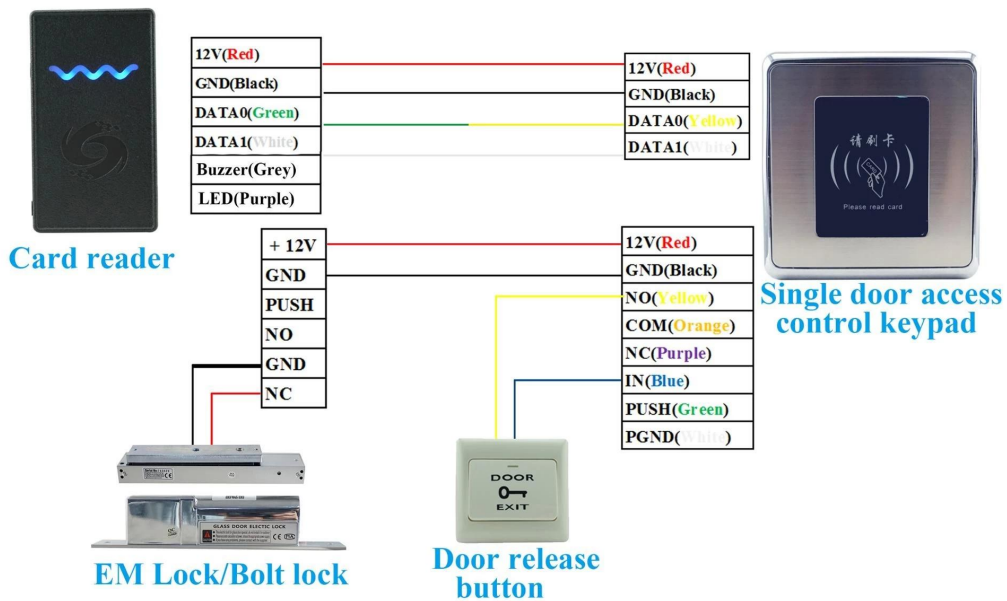 12V(Red)
GND(Black)
DATA0(Green)
DATA1(White)
Buzzer(Grey)
LED(Purple)
Card reader
12V(Red)
GND(Black)
DATA0(Yellow)
DATA1(White)
请刷卡
Please read card
Single door access
control keypad
+ 12V
GND
PUSH
NO
GND
NC
12V(Red)
GND(Black)
NO(Yellow)
COM(Orange)
NC(Purple)
IN(Blue)
PUSH(Green)
PGND(White)
GLASS DOOR ELECTIC LOCK
EM Lock/Bolt lock
DOOR
EXIT
Door release
button